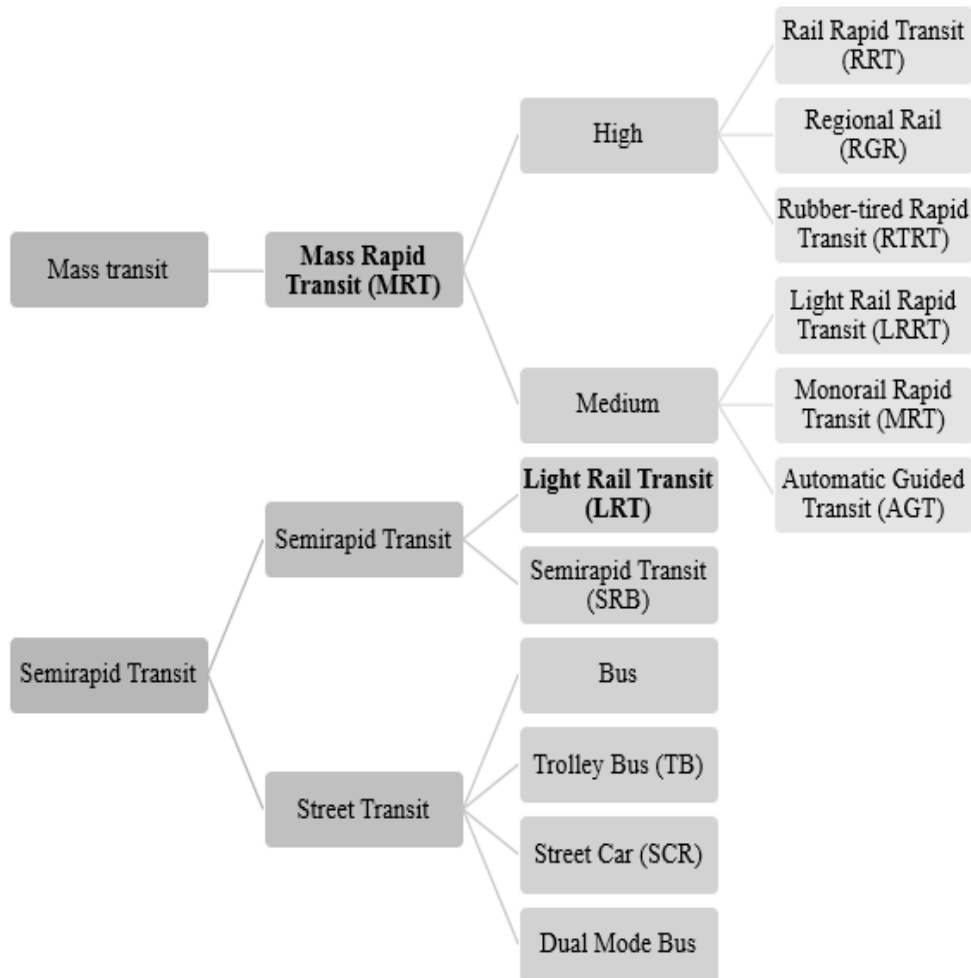 Rail Rapid Transit
(RRT)
High
Regional Rail
(RGR)
Rubber-tired Rapid
Transit (RTRT)
Mass transit
Mass Rapid
Transit (MRT)
Light Rail Rapid
Transit (LRRT)
Medium
Monorail Rapid
Transit (MRT)
Automatic Guided
Transit (AGT)
Light Rail Transit
(LRT)
Semirapid Transit
Semirapid Transit
(SRB)
Semirapid Transit
Bus
Trolley Bus (TB)
Street Transit
Street Car (SCR)
Dual Mode Bus